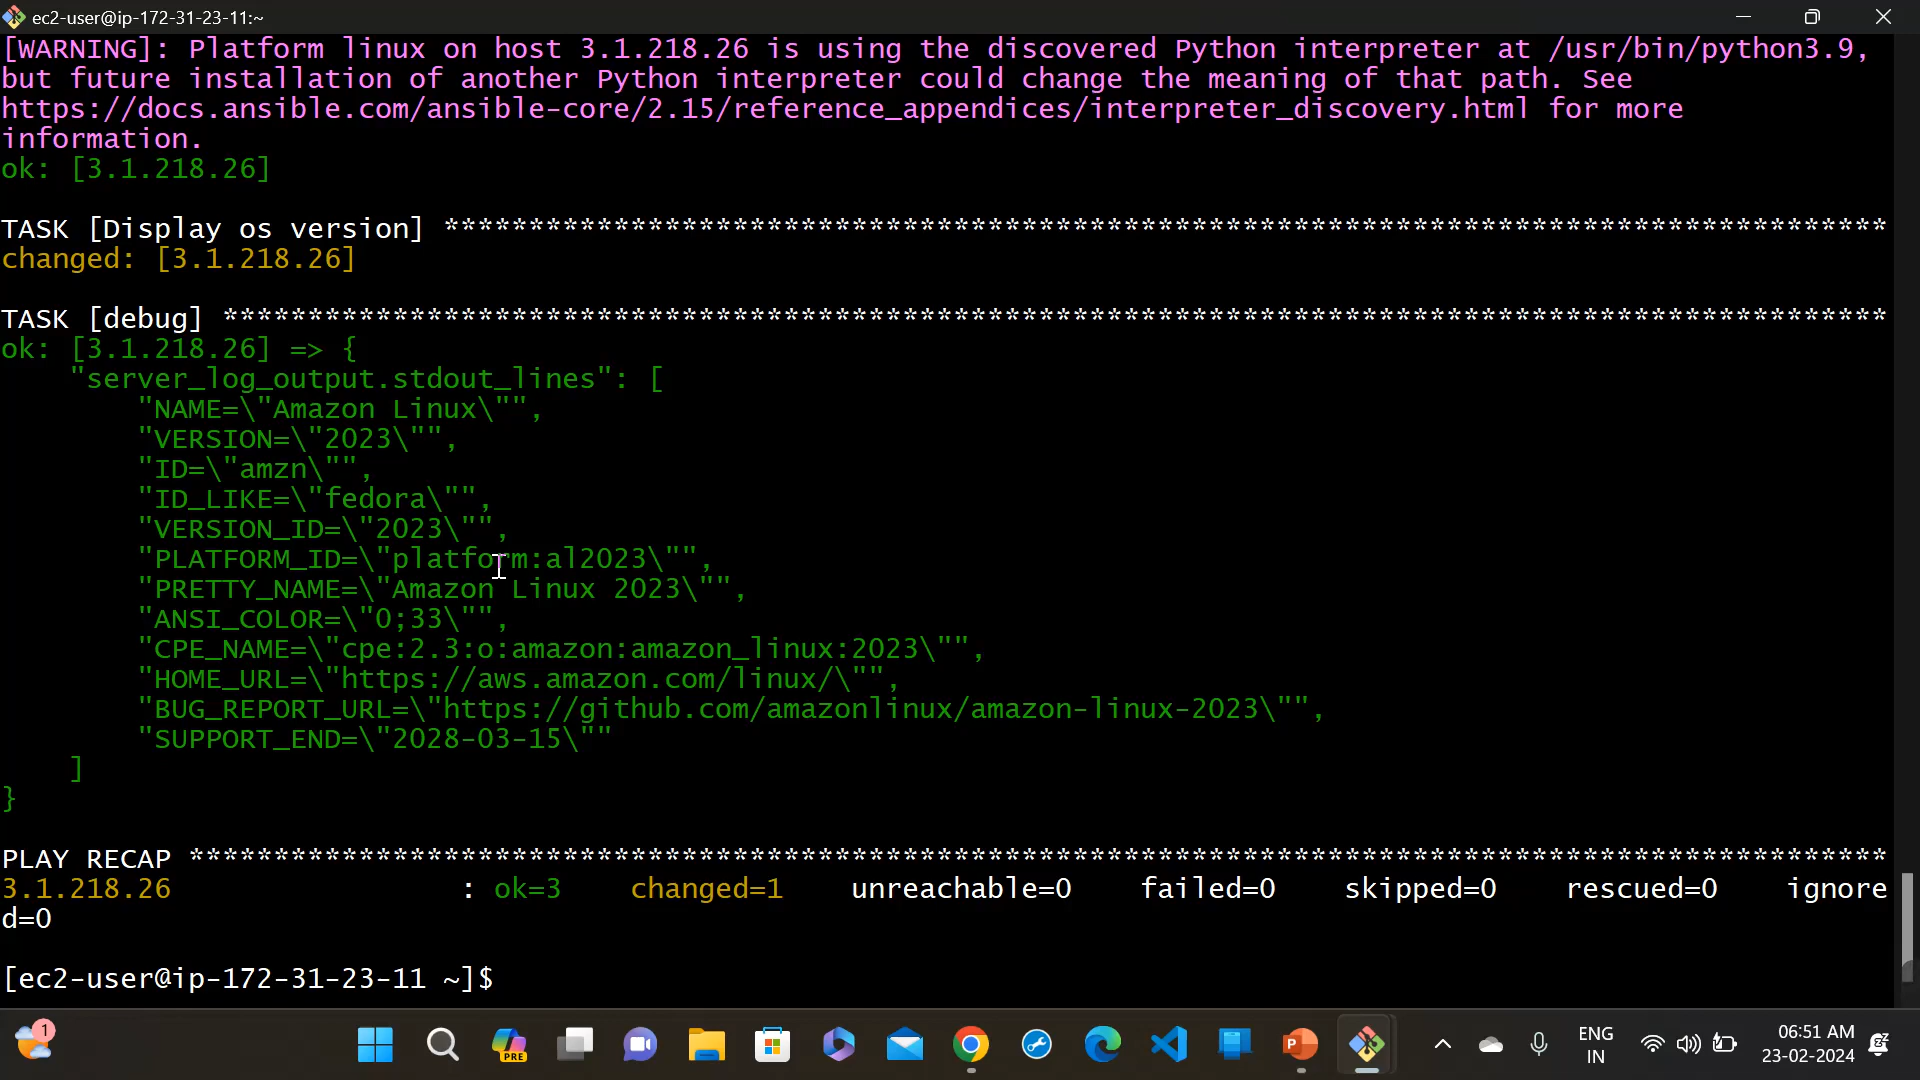 ec2-user@ip-172-31-23-11:~
[WARNING]: Platform linux on host 3.1.218.26 is using the discovered Python interpreter at /usr/bin/python3.9,
but future installation of another Python interpreter could change the meaning of that path. See
https://docs.ansible.com/ansible-core/2.15/reference_appendices/interpreter_discovery.html for more
information.
ok: [3.1.218.26]
TASK [Display os version] *************************************************************************************
changed: [3.1.218.26]
TASK [debug] **************************************************************************************************
ok: [3.1.218.26] => {
    "server_log_output.stdout_lines": [
        "NAME=\"Amazon Linux\"",
        "VERSION=\"2023\"",
        "ID=\"amzn\"",
        "ID_LIKE=\"fedora\"",
        "VERSION_ID=\"2023\"",
        "PLATFORM_ID=\"platform:al2023\"",
        "PRETTY_NAME=\"Amazon Linux 2023\"",
        "ANSI_COLOR=\"0;33\"",
        "CPE_NAME=\"cpe:2.3:o:amazon:amazon_linux:2023\"",
        "HOME_URL=\"https://aws.amazon.com/linux/\"",
        "BUG_REPORT_URL=\"https://github.com/amazonlinux/amazon-linux-2023\"",
        "SUPPORT_END=\"2028-03-15\""
    ]
}
PLAY RECAP ****************************************************************************************************
3.1.218.26                 : ok=3    changed=1    unreachable=0    failed=0    skipped=0    rescued=0    ignore
d=0
[ec2-user@ip-172-31-23-11 ~]$
1
PRE
P
ENG
IN
06:51 AM
23-02-2024